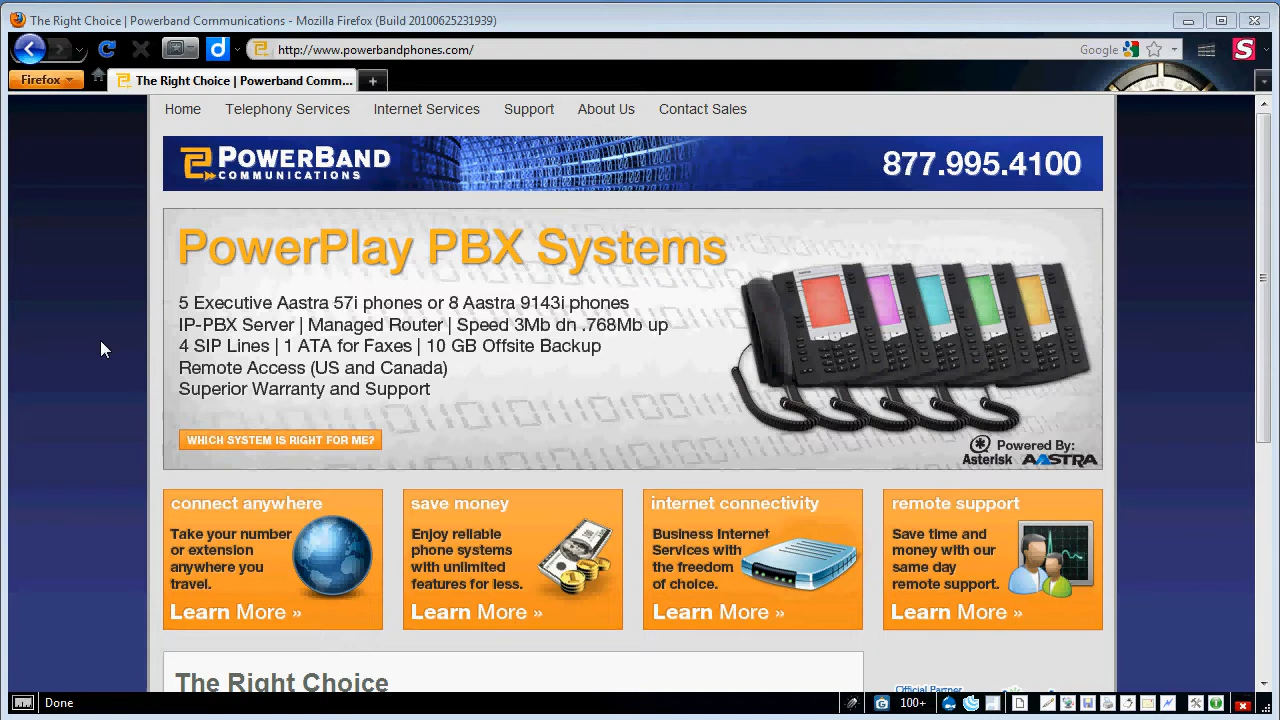 The Right Choice | Powerband Communications - Mozilla Firefox (Build 20100625231939)
http://www.powerbandphones.com/
Google
Firefox
The Right Choice | Powerband Comm...
Home Telephony Services Internet Services Support About Us Contact Sales
POWERBAND
COMMUNICATIONS
877.995.4100
PowerPlay PBX Systems
5 Executive Aastra 57i phones or 8 Aastra 9143i phones
IP-PBX Server | Managed Router | Speed 3Mb dn .768Mb up
4 SIP Lines | 1 ATA for Faxes | 10 GB Offsite Backup
Remote Access (US and Canada)
Superior Warranty and Support
WHICH SYSTEM IS RIGHT FOR ME?
Powered By:
Asterisk AASTRA
connect anywhere
Take your number
or extension
anywhere you
travel.
Learn More »
save money
Enjoy reliable
phone systems
with unlimited
features for less.
Learn More »
internet connectivity
Business Internet
Services with
the freedom
of choice.
Learn More »
remote support
Save time and
money with our
same day
remote support.
Learn More »
The Right Choice
Official Partner
Done
100+